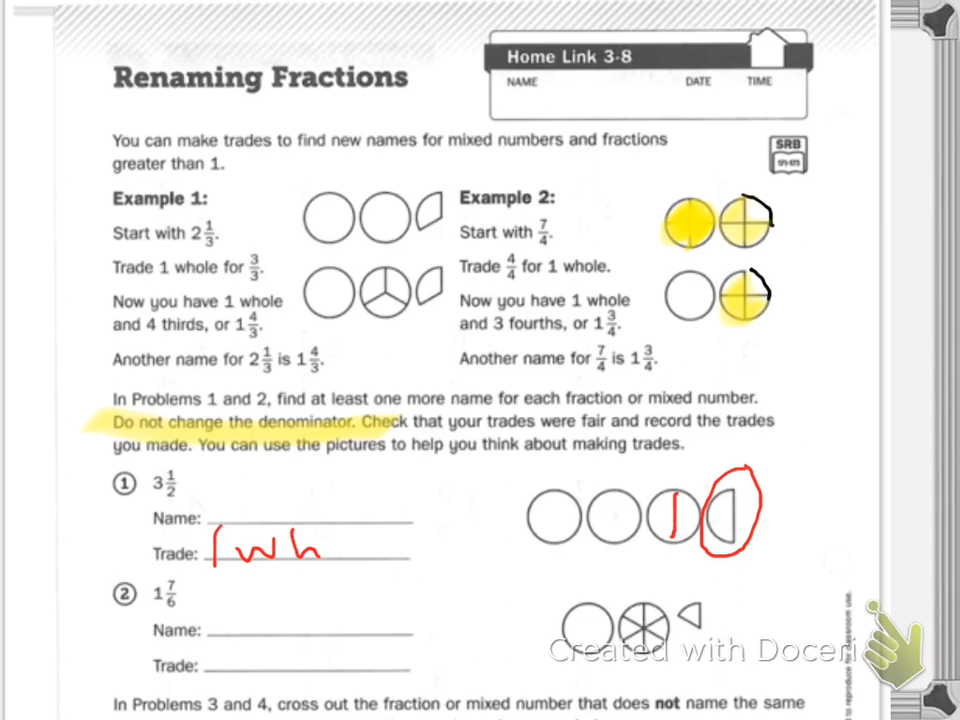 Home Link 3-8
Renaming Fractions
NAME DATE TIME
You can make trades to find new names for mixed numbers and fractions
greater than 1.
SRB
Example 1:
Start with 2 1/3.
Trade 1 whole for 3/3.
Now you have 1 whole
and 4 thirds, or 1 4/3.
Another name for 2 1/3 is 1 4/3.
Example 2:
Start with 7/4.
Trade 4/4 for 1 whole.
Now you have 1 whole
and 3 fourths, or 1 3/4.
Another name for 7/4 is 1 3/4.
In Problems 1 and 2, find at least one more name for each fraction or mixed number.
Do not change the denominator. Check that your trades were fair and record the trades
you made. You can use the pictures to help you think about making trades.
1 3 1/2
Name:
Trade: 1 wh
2 1 7/6
Name:
Trade:
Created with Doceri
to reproduce for classroom use.
In Problems 3 and 4, cross out the fraction or mixed number that does not name the same